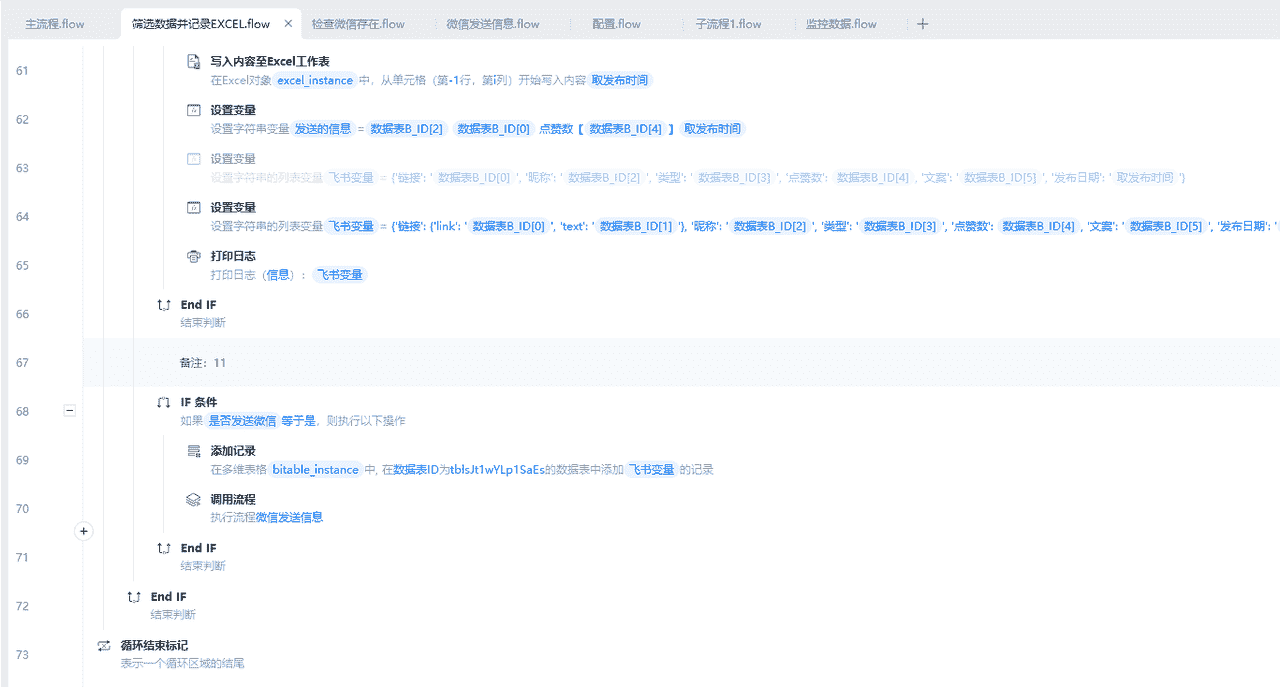 主流程.flow 筛选数据并记录EXCEL.flow × 检查微信存在.flow 微信发送信息.flow 配置.flow 子流程1.flow 监控数据.flow +
61 写入内容至Excel工作表
在Excel对象 excel_instance 中，从单元格（第-1行，第i列）开始写入内容 取发布时间
62 设置变量
设置字符串变量 发送的信息 = 数据表B_ID[2] 数据表B_ID[0] 点赞数【 数据表B_ID[4] 】 取发布时间
63 设置变量
设置字符串的列表变量 飞书变量 = {'链接': ' 数据表B_ID[0] ', '昵称': ' 数据表B_ID[2] ', '类型': ' 数据表B_ID[3] ', '点赞数': 数据表B_ID[4] , '文案': ' 数据表B_ID[5] ', '发布日期': ' 取发布时间 '}
64 设置变量
设置字符串的列表变量 飞书变量 = {'链接': {'link': ' 数据表B_ID[0] ', 'text': ' 数据表B_ID[1] '}, '昵称': ' 数据表B_ID[2] ', '类型': ' 数据表B_ID[3] ', '点赞数': 数据表B_ID[4] , '文案': ' 数据表B_ID[5] ', '发布日期': '
65 打印日志
打印日志（信息）： 飞书变量
66 End IF
结束判断
67 备注：11
68 IF 条件
如果 是否发送微信 等于是，则执行以下操作
69 添加记录
在多维表格 bitable_instance 中, 在数据表ID为tblsJt1wYLp1SaEs的数据表中添加 飞书变量 的记录
70 调用流程
执行流程微信发送信息
71 End IF
结束判断
72 End IF
结束判断
73 循环结束标记
表示一个循环区域的结尾